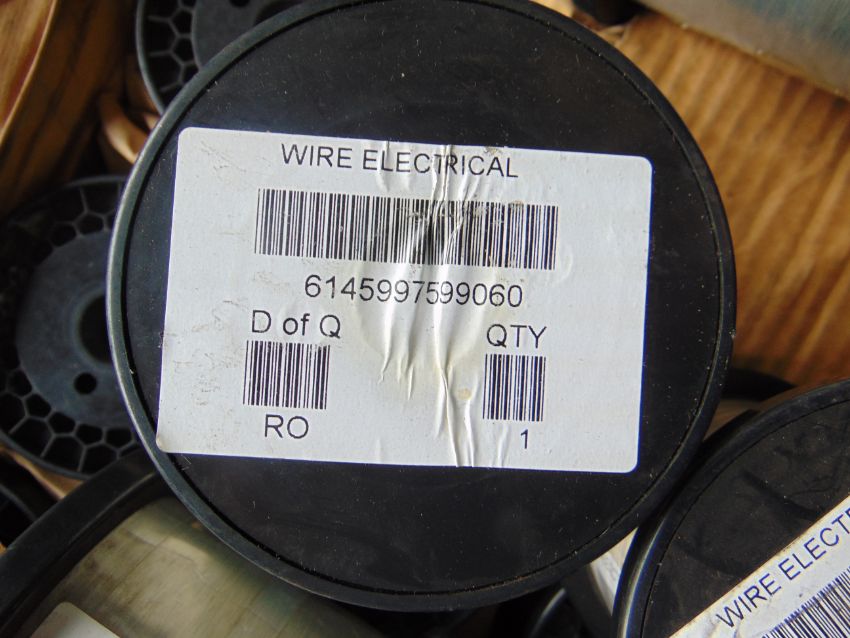 WIRE ELECTRICAL
6145997599060
D of Q QTY
RO 1
WIRE ELECT